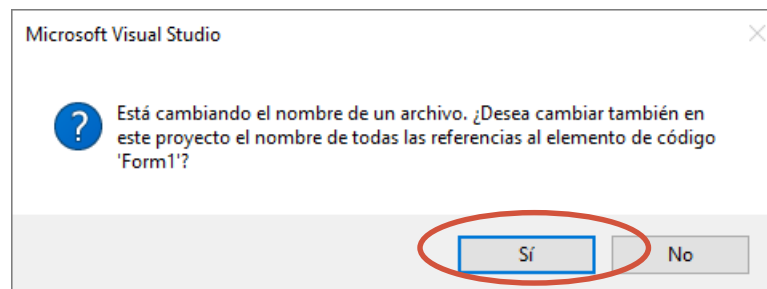 Microsoft Visual Studio
Está cambiando el nombre de un archivo. ¿Desea cambiar también en
este proyecto el nombre de todas las referencias al elemento de código
'Form1'?
Sí
No